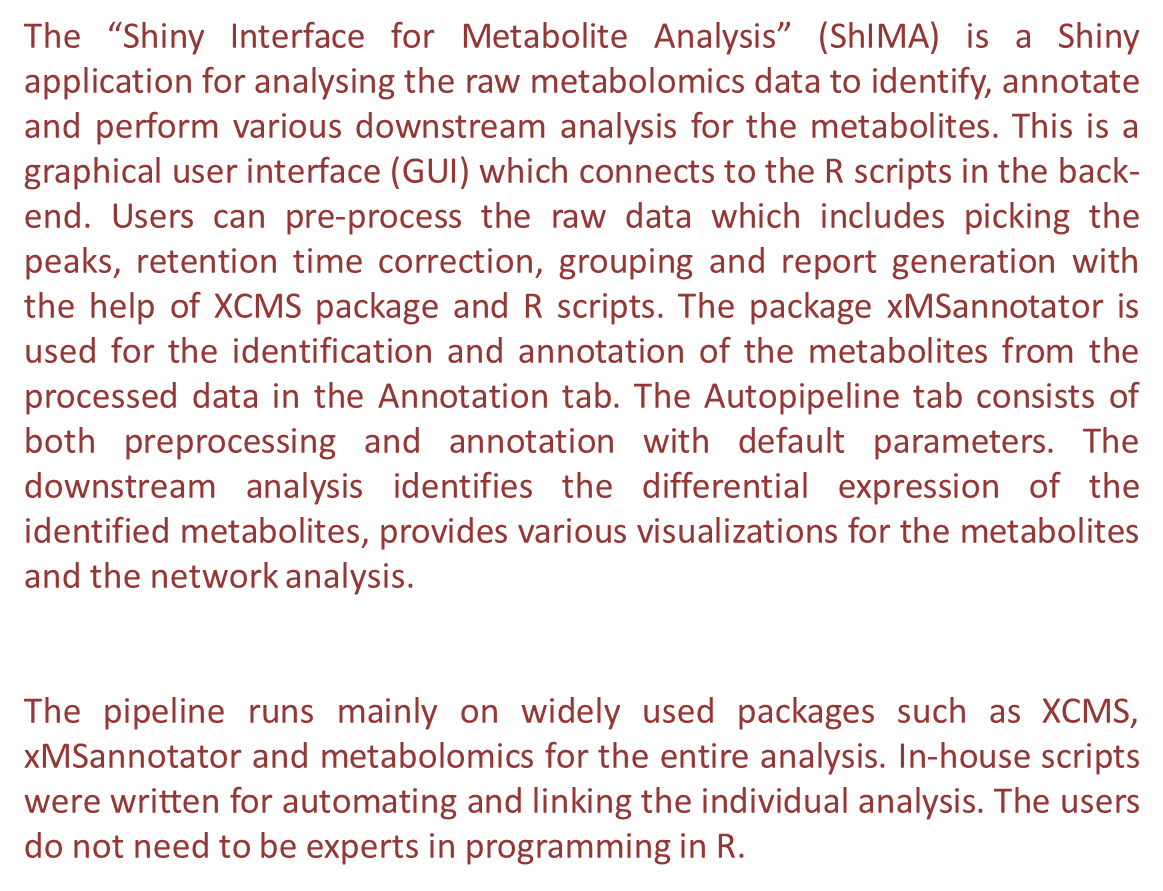 The “Shiny Interface for Metabolite Analysis” (ShIMA) is a Shiny
application for analysing the raw metabolomics data to identify, annotate
and perform various downstream analysis for the metabolites. This is a
graphical user interface (GUI) which connects to the R scripts in the back-
end. Users can pre-process the raw data which includes picking the
peaks, retention time correction, grouping and report generation with
the help of XCMS package and R scripts. The package xMSannotator is
used for the identification and annotation of the metabolites from the
processed data in the Annotation tab. The Autopipeline tab consists of
both preprocessing and annotation with default parameters. The
downstream analysis identifies the differential expression of the
identified metabolites, provides various visualizations for the metabolites
and the network analysis.
The pipeline runs mainly on widely used packages such as XCMS,
xMSannotator and metabolomics for the entire analysis. In-house scripts
were written for automating and linking the individual analysis. The users
do not need to be experts in programming in R.